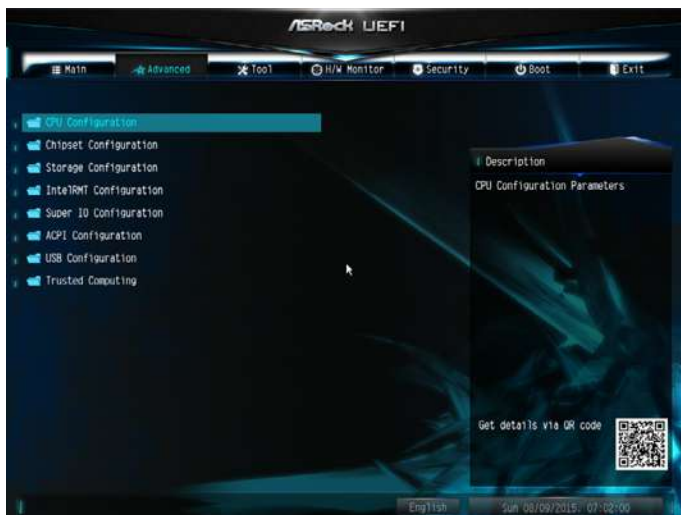 ASRock UEFI
Main Advanced Tool H/W Monitor Security Boot Exit
CPU Configuration
Chipset Configuration
Storage Configuration
IntelRMT Configuration
Super IO Configuration
ACPI Configuration
USB Configuration
Trusted Computing
Description
CPU Configuration Parameters
Get details via QR code
English Sun 08/09/2015. 07:02:00